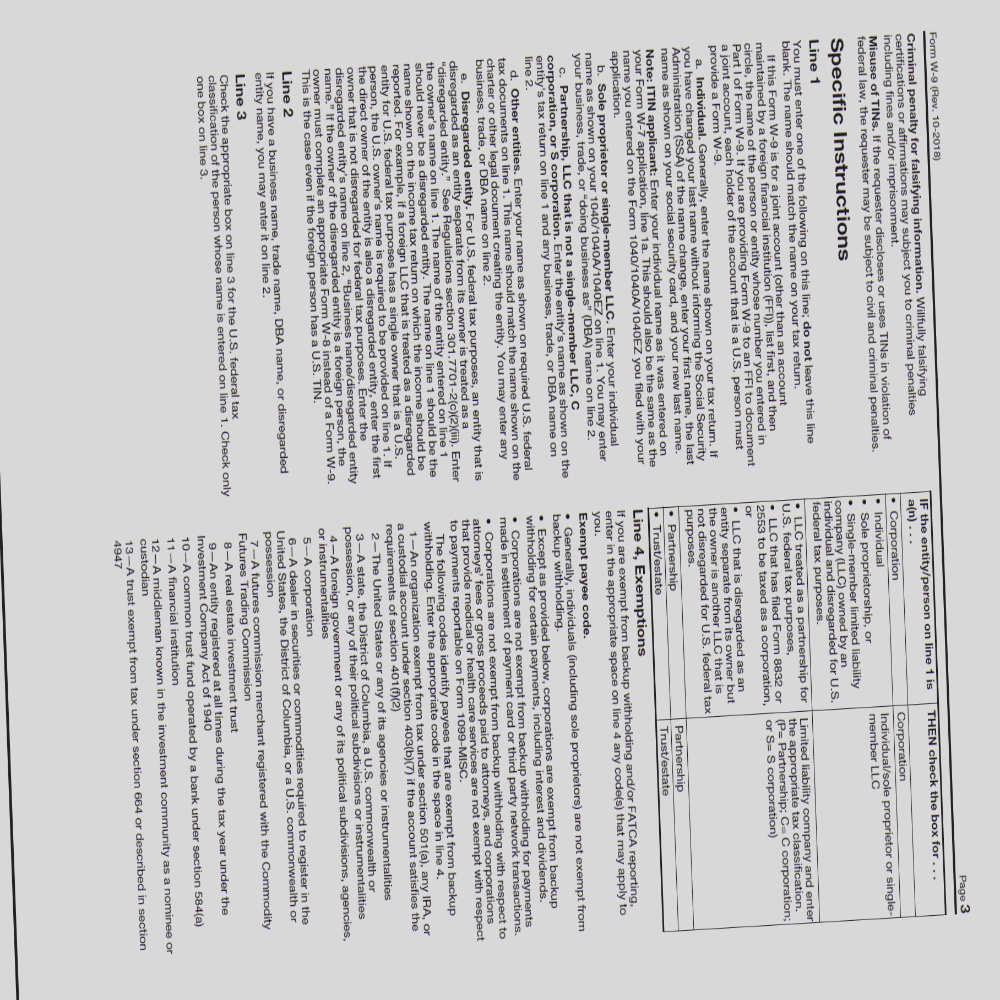 Form W-9 (Rev. 10-2018)
Page 3
Criminal penalty for falsifying information. Willfully falsifying
certifications or affirmations may subject you to criminal penalties
including fines and/or imprisonment.
Misuse of TINs. If the requester discloses or uses TINs in violation of
federal law, the requester may be subject to civil and criminal penalties.
Specific Instructions
Line 1
You must enter one of the following on this line; do not leave this line
blank. The name should match the name on your tax return.
If this Form W-9 is for a joint account (other than an account
maintained by a foreign financial institution (FFI)), list first, and then
circle, the name of the person or entity whose number you entered in
Part I of Form W-9. If you are providing Form W-9 to an FFI to document
a joint account, each holder of the account that is a U.S. person must
provide a Form W-9.
a. Individual. Generally, enter the name shown on your tax return. If
you have changed your last name without informing the Social Security
Administration (SSA) of the name change, enter your first name, the last
name as shown on your social security card, and your new last name.
Note: ITIN applicant: Enter your individual name as it was entered on
your Form W-7 application, line 1a. This should also be the same as the
name you entered on the Form 1040/1040A/1040EZ you filed with your
application.
b. Sole proprietor or single-member LLC. Enter your individual
name as shown on your 1040/1040A/1040EZ on line 1. You may enter
your business, trade, or "doing business as" (DBA) name on line 2.
c. Partnership, LLC that is not a single-member LLC, C
corporation, or S corporation. Enter the entity's name as shown on the
entity's tax return on line 1 and any business, trade, or DBA name on
line 2.
d. Other entities. Enter your name as shown on required U.S. federal
tax documents on line 1. This name should match the name shown on the
charter or other legal document creating the entity. You may enter any
business, trade, or DBA name on line 2.
e. Disregarded entity. For U.S. federal tax purposes, an entity that is
disregarded as an entity separate from its owner is treated as a
"disregarded entity." See Regulations section 301.7701-2(c)(2)(iii). Enter
the owner's name on line 1. The name of the entity entered on line 1
should never be a disregarded entity. The name on line 1 should be the
name shown on the income tax return on which the income should be
reported. For example, if a foreign LLC that is treated as a disregarded
entity for U.S. federal tax purposes has a single owner that is a U.S.
person, the U.S. owner's name is required to be provided on line 1. If
the direct owner of the entity is also a disregarded entity, enter the first
owner that is not disregarded for federal tax purposes. Enter the
disregarded entity's name on line 2, "Business name/disregarded entity
name." If the owner of the disregarded entity is a foreign person, the
owner must complete an appropriate Form W-8 instead of a Form W-9.
This is the case even if the foreign person has a U.S. TIN.
Line 2
If you have a business name, trade name, DBA name, or disregarded
entity name, you may enter it on line 2.
Line 3
Check the appropriate box on line 3 for the U.S. federal tax
classification of the person whose name is entered on line 1. Check only
one box on line 3.
IF the entity/person on line 1 is
a(n) . . .
THEN check the box for . . .
• Corporation
Corporation
• Individual
• Sole proprietorship, or
• Single-member limited liability
company (LLC) owned by an
individual and disregarded for U.S.
federal tax purposes.
Individual/sole proprietor or single-
member LLC
• LLC treated as a partnership for
U.S. federal tax purposes,
• LLC that has filed Form 8832 or
2553 to be taxed as a corporation,
or
• LLC that is disregarded as an
entity separate from its owner but
the owner is another LLC that is
not disregarded for U.S. federal tax
purposes.
Limited liability company and enter
the appropriate tax classification.
(P= Partnership; C= C corporation;
or S= S corporation)
• Partnership
Partnership
• Trust/estate
Trust/estate
Line 4, Exemptions
If you are exempt from backup withholding and/or FATCA reporting,
enter in the appropriate space on line 4 any code(s) that may apply to
you.
Exempt payee code.
• Generally, individuals (including sole proprietors) are not exempt from
backup withholding.
• Except as provided below, corporations are exempt from backup
withholding for certain payments, including interest and dividends.
• Corporations are not exempt from backup withholding for payments
made in settlement of payment card or third party network transactions.
• Corporations are not exempt from backup withholding with respect to
attorneys' fees or gross proceeds paid to attorneys, and corporations
that provide medical or health care services are not exempt with respect
to payments reportable on Form 1099-MISC.
The following codes identify payees that are exempt from backup
withholding. Enter the appropriate code in the space in line 4.
1—An organization exempt from tax under section 501(a), any IRA, or
a custodial account under section 403(b)(7) if the account satisfies the
requirements of section 401(f)(2)
2—The United States or any of its agencies or instrumentalities
3—A state, the District of Columbia, a U.S. commonwealth or
possession, or any of their political subdivisions or instrumentalities
4—A foreign government or any of its political subdivisions, agencies,
or instrumentalities
5—A corporation
6—A dealer in securities or commodities required to register in the
United States, the District of Columbia, or a U.S. commonwealth or
possession
7—A futures commission merchant registered with the Commodity
Futures Trading Commission
8—A real estate investment trust
9—An entity registered at all times during the tax year under the
Investment Company Act of 1940
10—A common trust fund operated by a bank under section 584(a)
11—A financial institution
12—A middleman known in the investment community as a nominee or
custodian
13—A trust exempt from tax under section 664 or described in section
4947